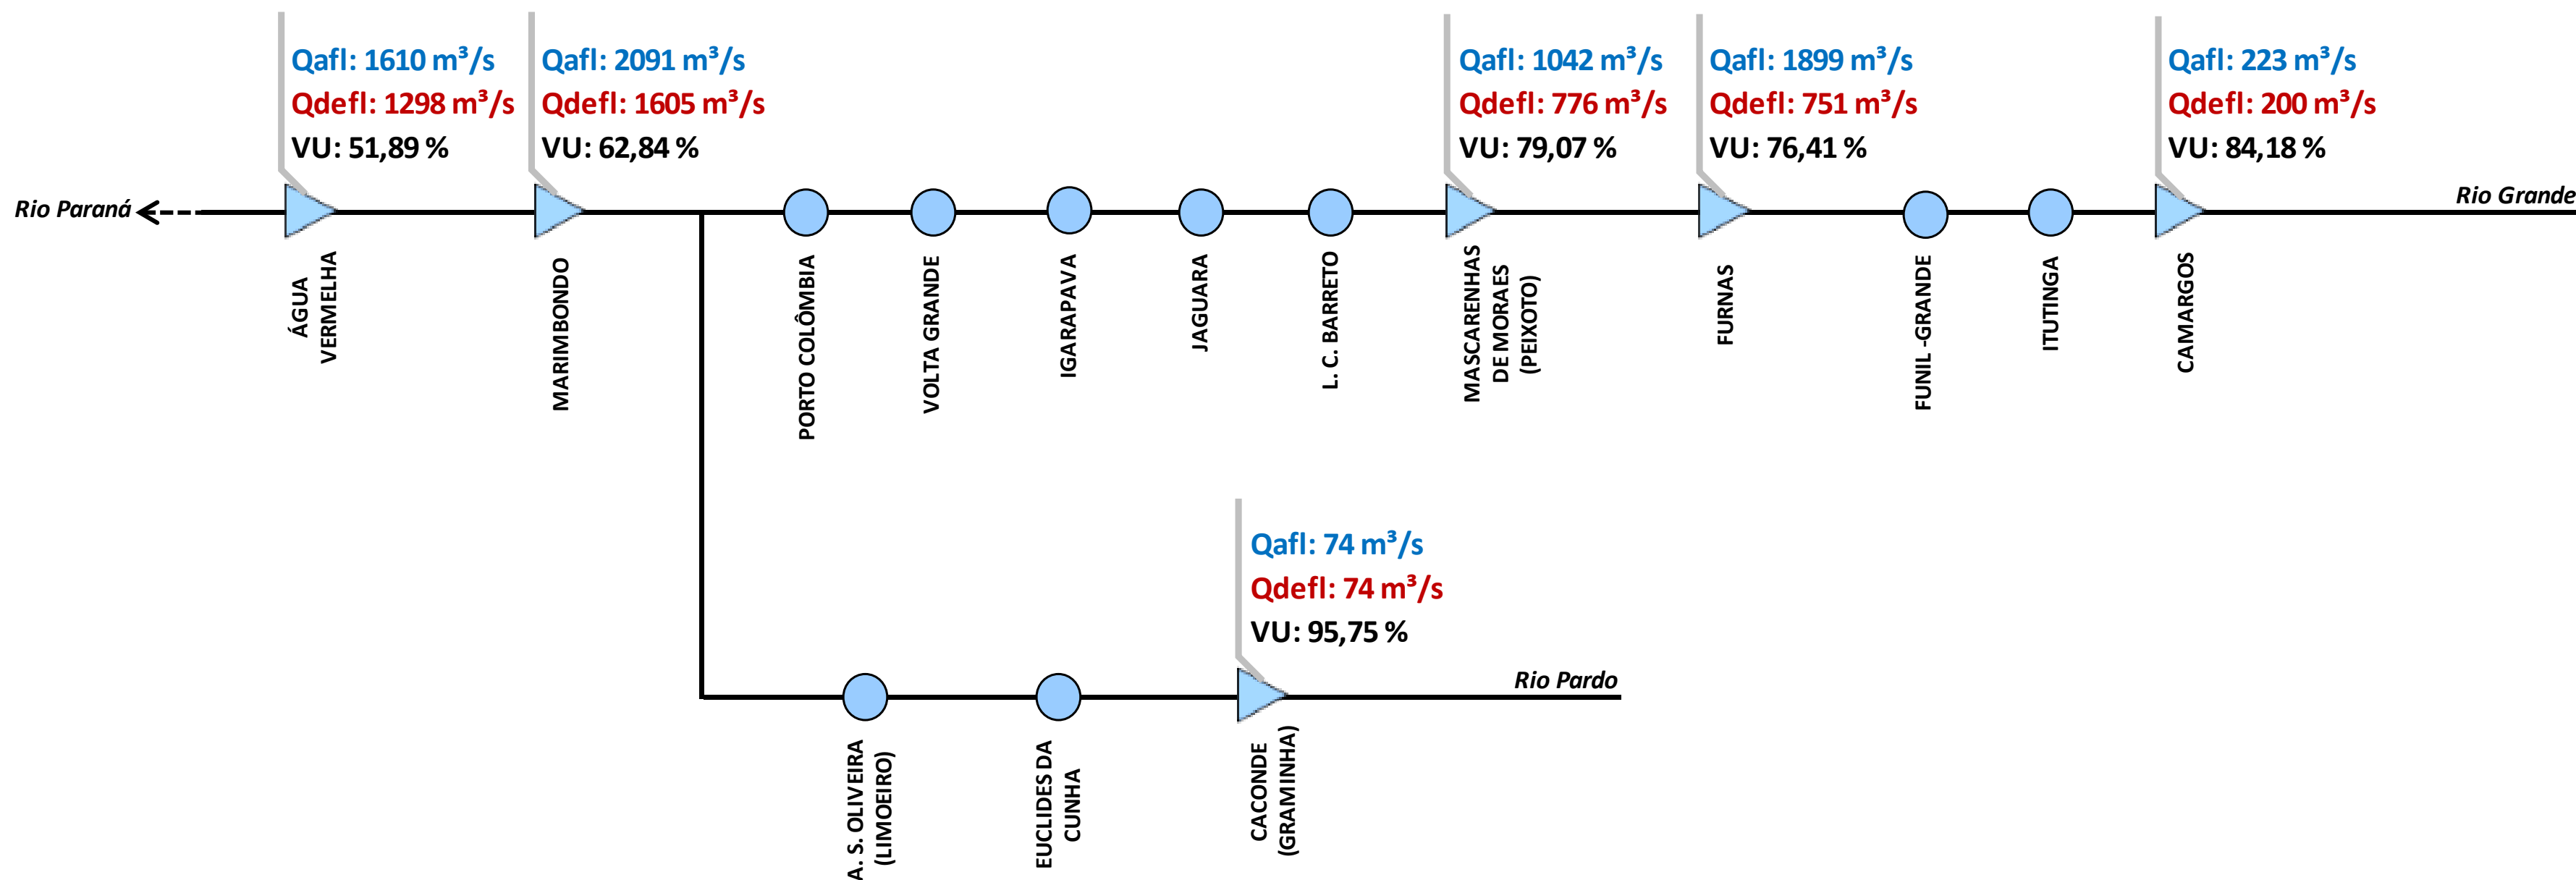 Qafl: 1610 m³/s
Qdefl: 1298 m³/s
VU: 51,89 %
Qafl: 2091 m³/s
Qdefl: 1605 m³/s
VU: 62,84 %
Qafl: 1042 m³/s
Qdefl: 776 m³/s
VU: 79,07 %
Qafl: 1899 m³/s
Qdefl: 751 m³/s
VU: 76,41 %
Qafl: 223 m³/s
Qdefl: 200 m³/s
VU: 84,18 %
Rio Paraná
Rio Grande
ÁGUA
VERMELHA
MARIMBONDO
PORTO COLÔMBIA
VOLTA GRANDE
IGARAPAVA
JAGUARA
L. C. BARRETO
MASCARENHAS
DE MORAES
(PEIXOTO)
FURNAS
FUNIL -GRANDE
ITUTINGA
CAMARGOS
Qafl: 74 m³/s
Qdefl: 74 m³/s
VU: 95,75 %
Rio Pardo
A. S. OLIVEIRA
(LIMOEIRO)
EUCLIDES DA
CUNHA
CACONDE
(GRAMINHA)